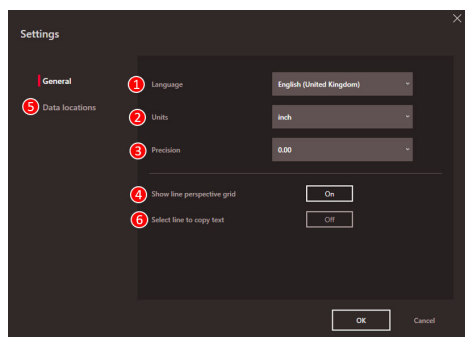 Settings
General
1 Language English (United Kingdom)
5 Data locations
2 Units inch
3 Precision 0.00
4 Show line perspective grid On
6 Select line to copy text Off
OK Cancel